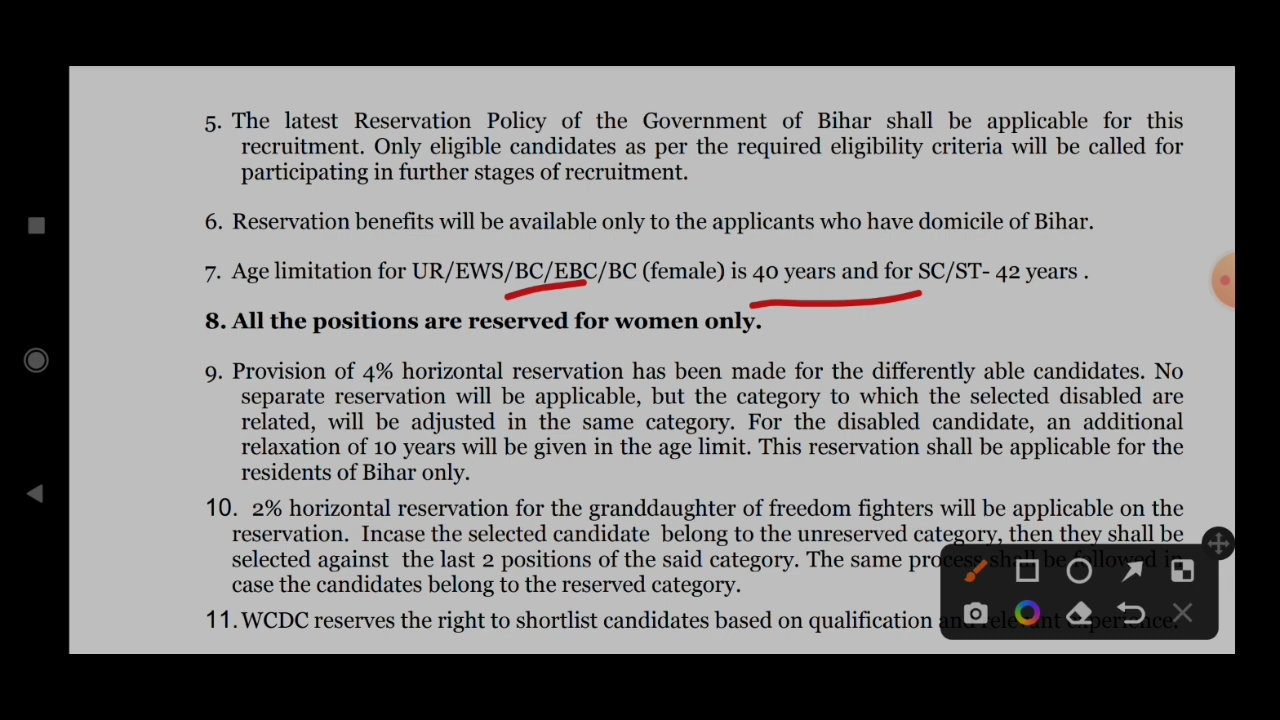 5. The latest Reservation Policy of the Government of Bihar shall be applicable for this
recruitment. Only eligible candidates as per the required eligibility criteria will be called for
participating in further stages of recruitment.
6. Reservation benefits will be available only to the applicants who have domicile of Bihar.
7. Age limitation for UR/EWS/BC/EBC/BC (female) is 40 years and for SC/ST- 42 years .
8. All the positions are reserved for women only.
9. Provision of 4% horizontal reservation has been made for the differently able candidates. No
separate reservation will be applicable, but the category to which the selected disabled are
related, will be adjusted in the same category. For the disabled candidate, an additional
relaxation of 10 years will be given in the age limit. This reservation shall be applicable for the
residents of Bihar only.
10. 2% horizontal reservation for the granddaughter of freedom fighters will be applicable on the
reservation. Incase the selected candidate belong to the unreserved category, then they shall be
selected against the last 2 positions of the said category. The same process shall be followed in
case the candidates belong to the reserved category.
11. WCDC reserves the right to shortlist candidates based on qualification and relevant experience.